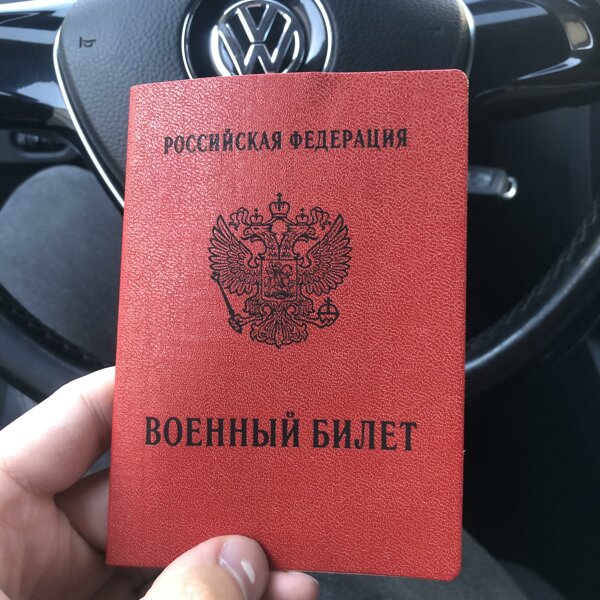 РОССИЙСКАЯ ФЕДЕРАЦИЯ
ВОЕННЫЙ БИЛЕТ